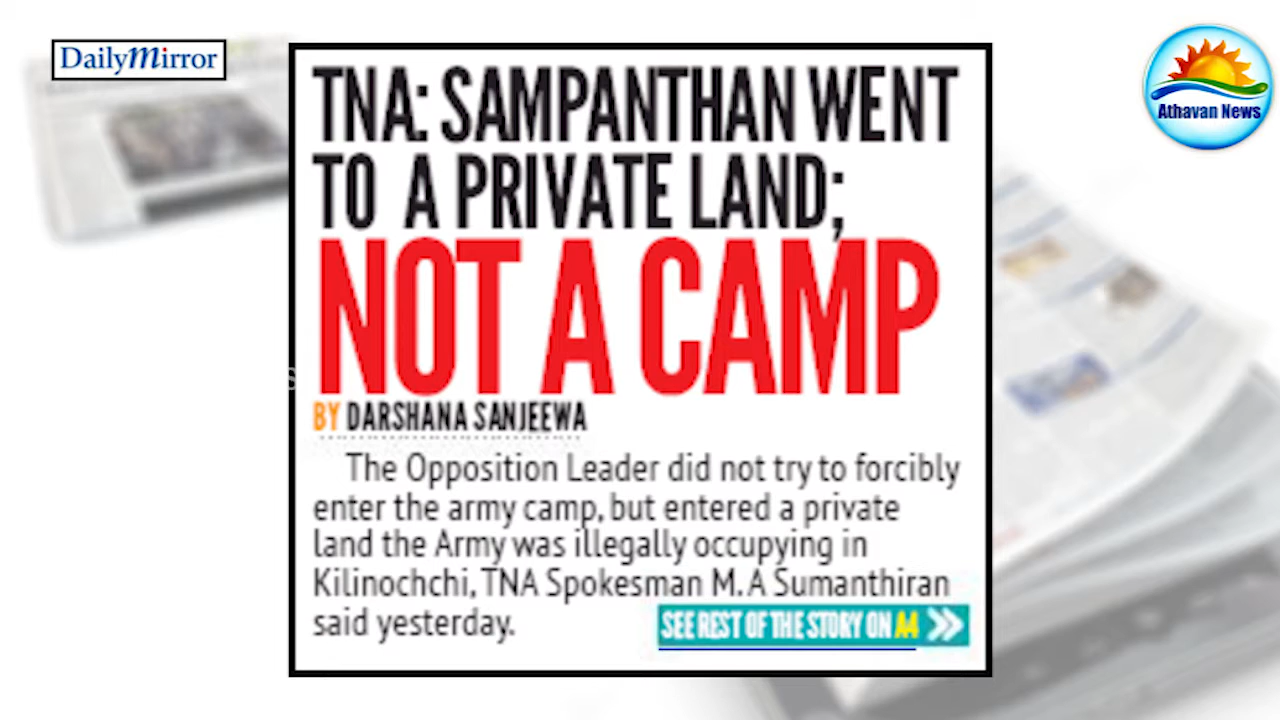 DailyMirror
Athavan News
TNA: SAMPANTHAN WENT
TO A PRIVATE LAND;
NOT A CAMP
BY DARSHANA SANJEEWA
The Opposition Leader did not try to forcibly
enter the army camp, but entered a private
land the Army was illegally occupying in
Kilinochchi, TNA Spokesman M.A Sumanthiran
said yesterday.
SEE REST OF THE STORY ON A4